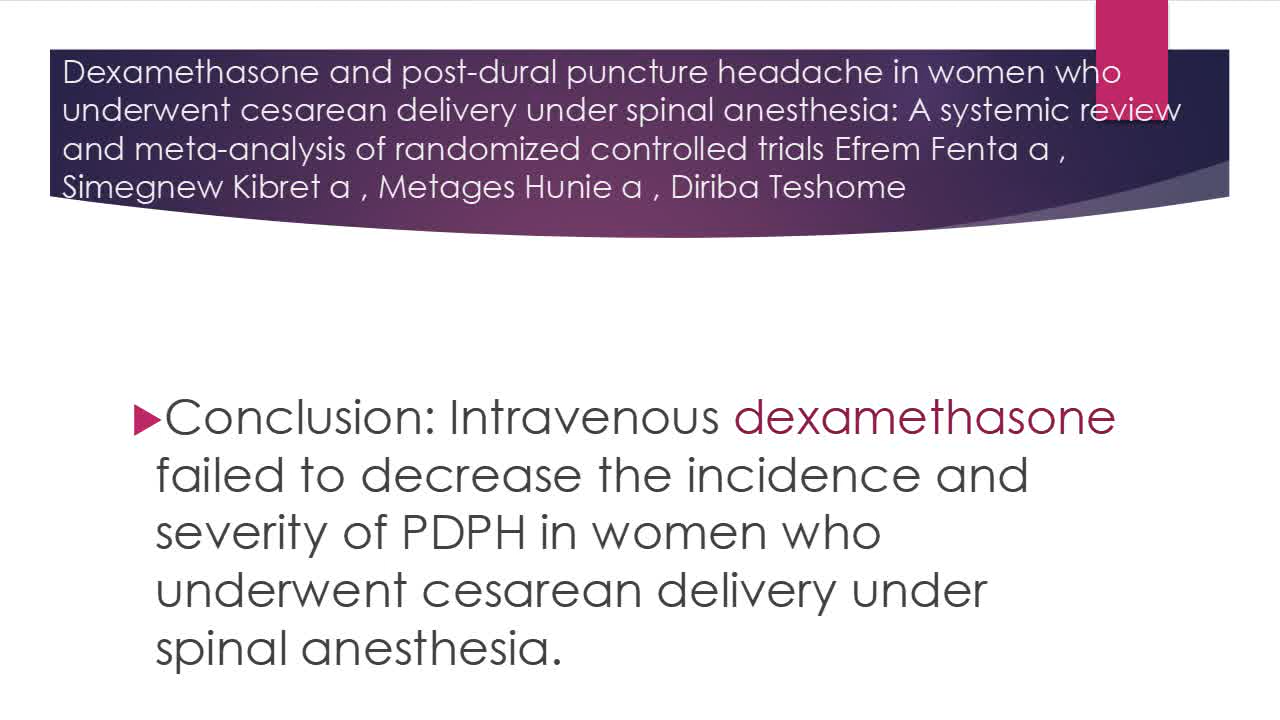 Dexamethasone and post-dural puncture headache in women who
underwent cesarean delivery under spinal anesthesia: A systemic review
and meta-analysis of randomized controlled trials Efrem Fenta a ,
Simegnew Kibret a , Metages Hunie a , Diriba Teshome
Conclusion: Intravenous dexamethasone
failed to decrease the incidence and
severity of PDPH in women who
underwent cesarean delivery under
spinal anesthesia.